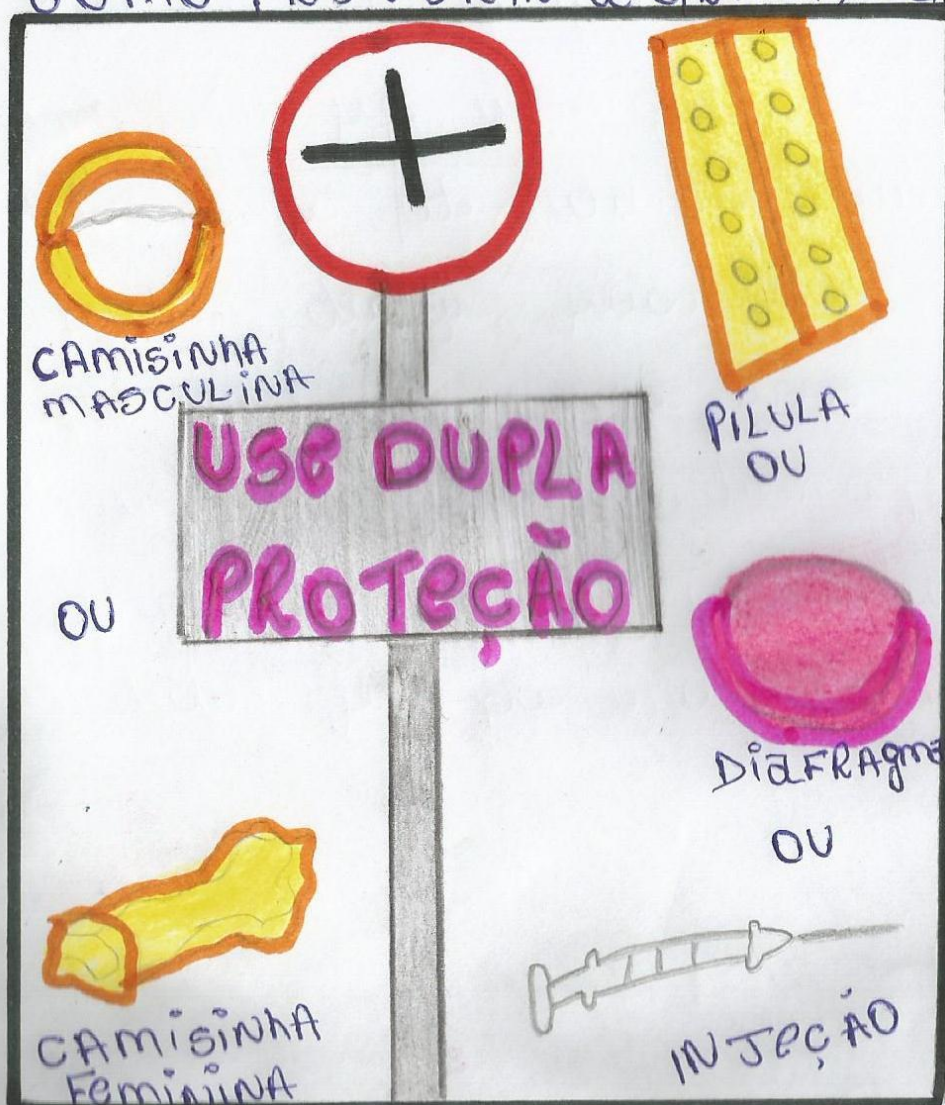 CAMISINHA
MASCULINA
OU
CAMISINHA
FEMININA
USE DUPLA
PROTEÇÃO
PÍLULA
OU
DIAFRAGMA
OU
INJEÇÃO